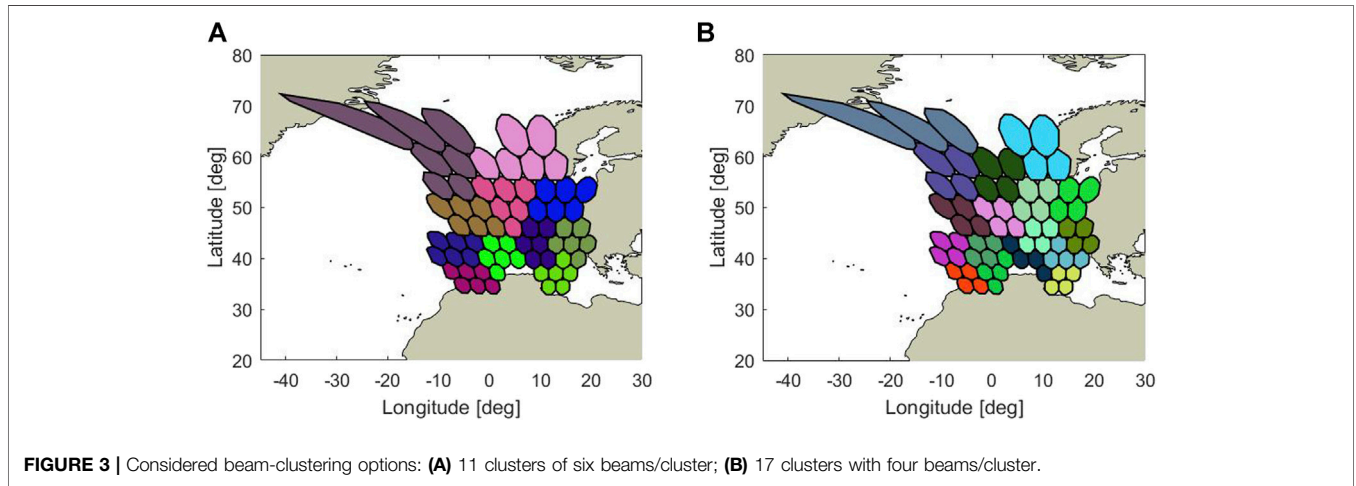 A
B
80
70
60
50
40
30
20
Latitude [deg]
-40 -30 -20 -10 0 10 20 30
Longitude [deg]
80
70
60
50
40
30
20
Latitude [deg]
-40 -30 -20 -10 0 10 20 30
Longitude [deg]
FIGURE 3 | Considered beam-clustering options: (A) 11 clusters of six beams/cluster; (B) 17 clusters with four beams/cluster.